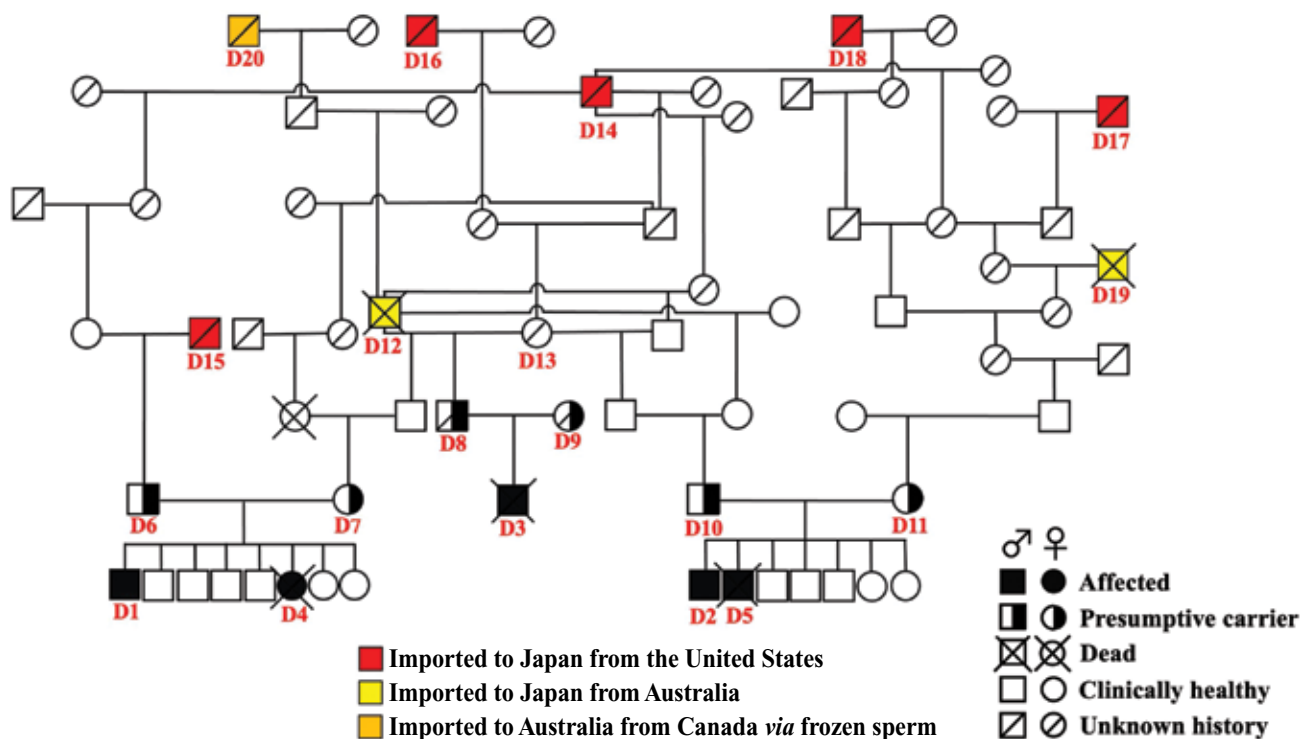 D20
D16
D18
D14
D17
D19
D15
D12
D13
D8
D9
D6
D7
D3
D10
D11
D1
D4
D2
D5
♂ ♀
Affected
Presumptive carrier
Dead
Clinically healthy
Unknown history
Imported to Japan from the United States
Imported to Japan from Australia
Imported to Australia from Canada via frozen sperm